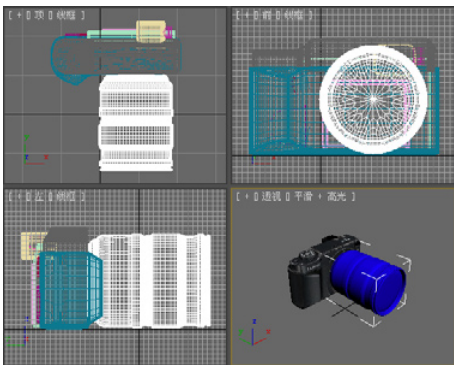 [ + 顶 线框 ]
[ + 前 线框 ]
[ + 左 线框 ]
[ + 透视 平滑 + 高光 ]